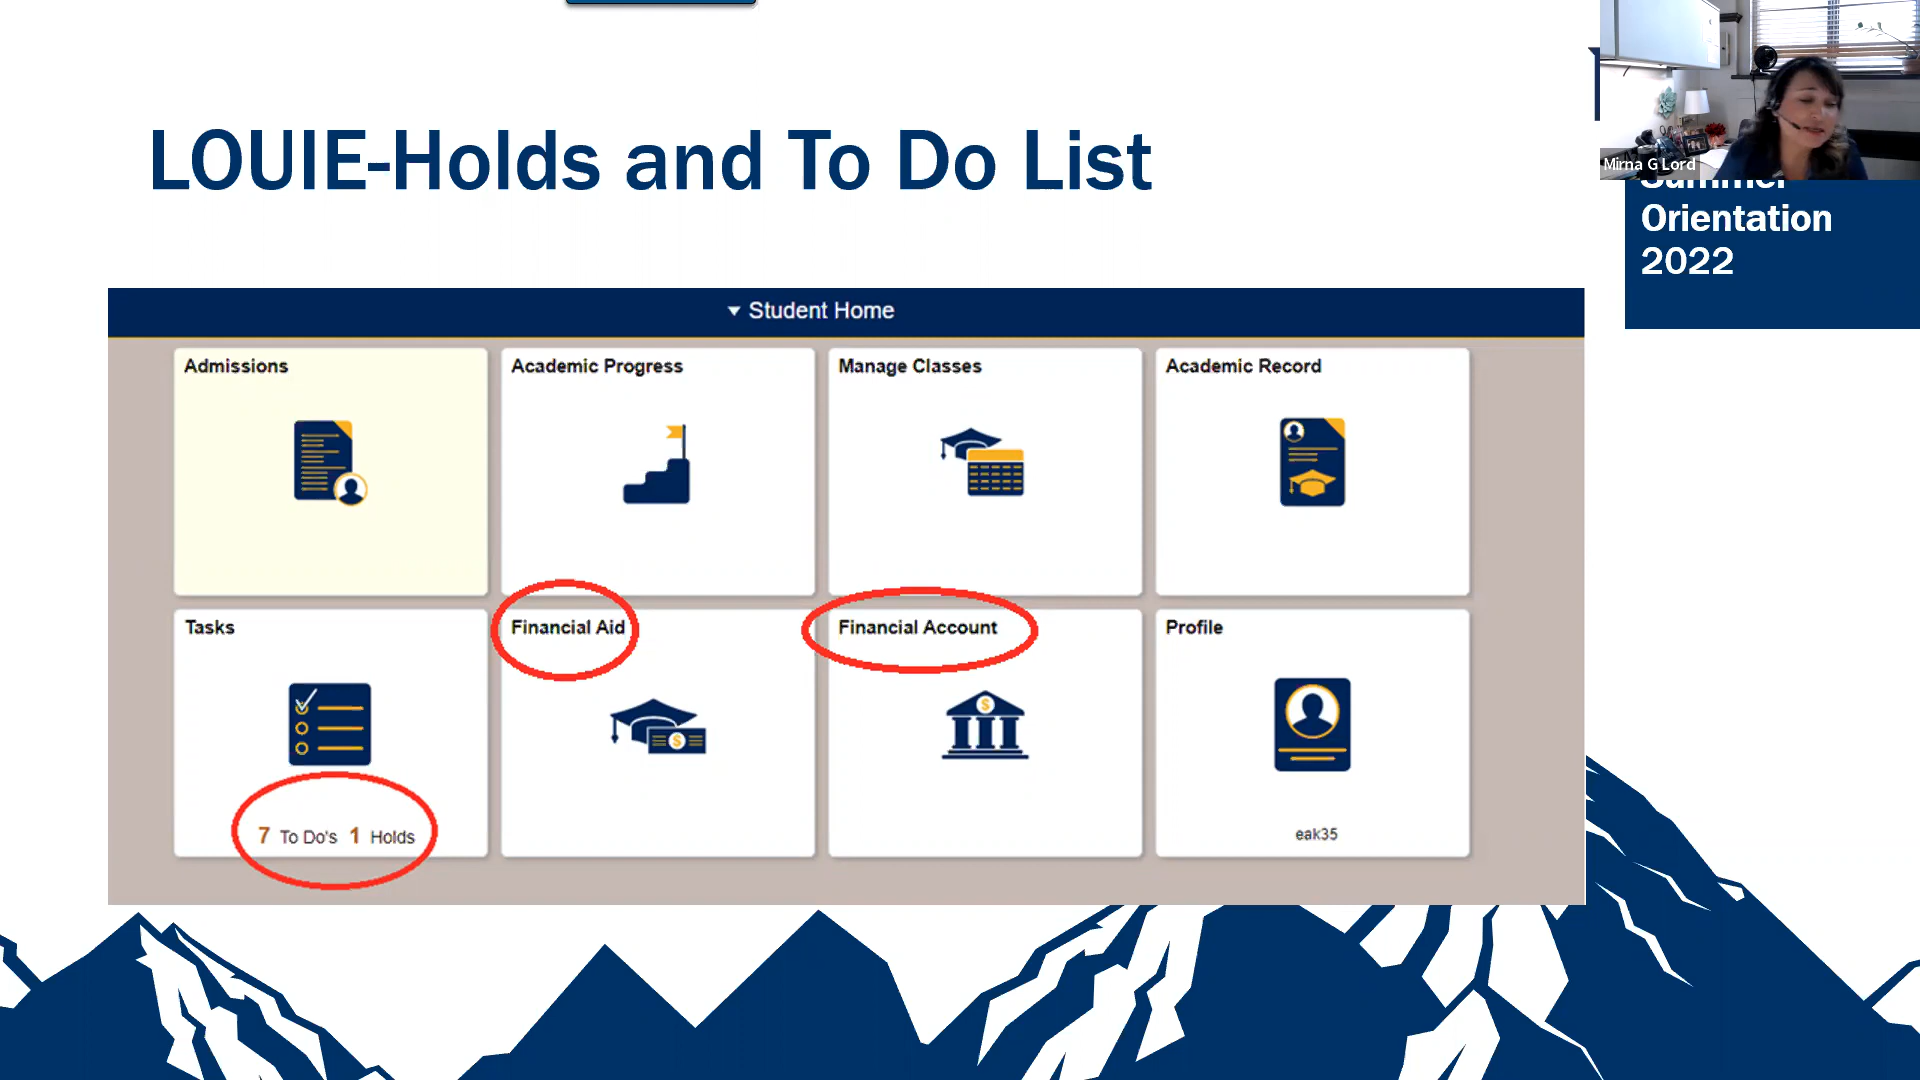 LOUIE-Holds and To Do List
Mirna G Lord
Summer
Orientation
2022
Student Home
Admissions
Academic Progress
Manage Classes
Academic Record
Tasks
Financial Aid
Financial Account
Profile
7 To Do's 1 Holds
eak35